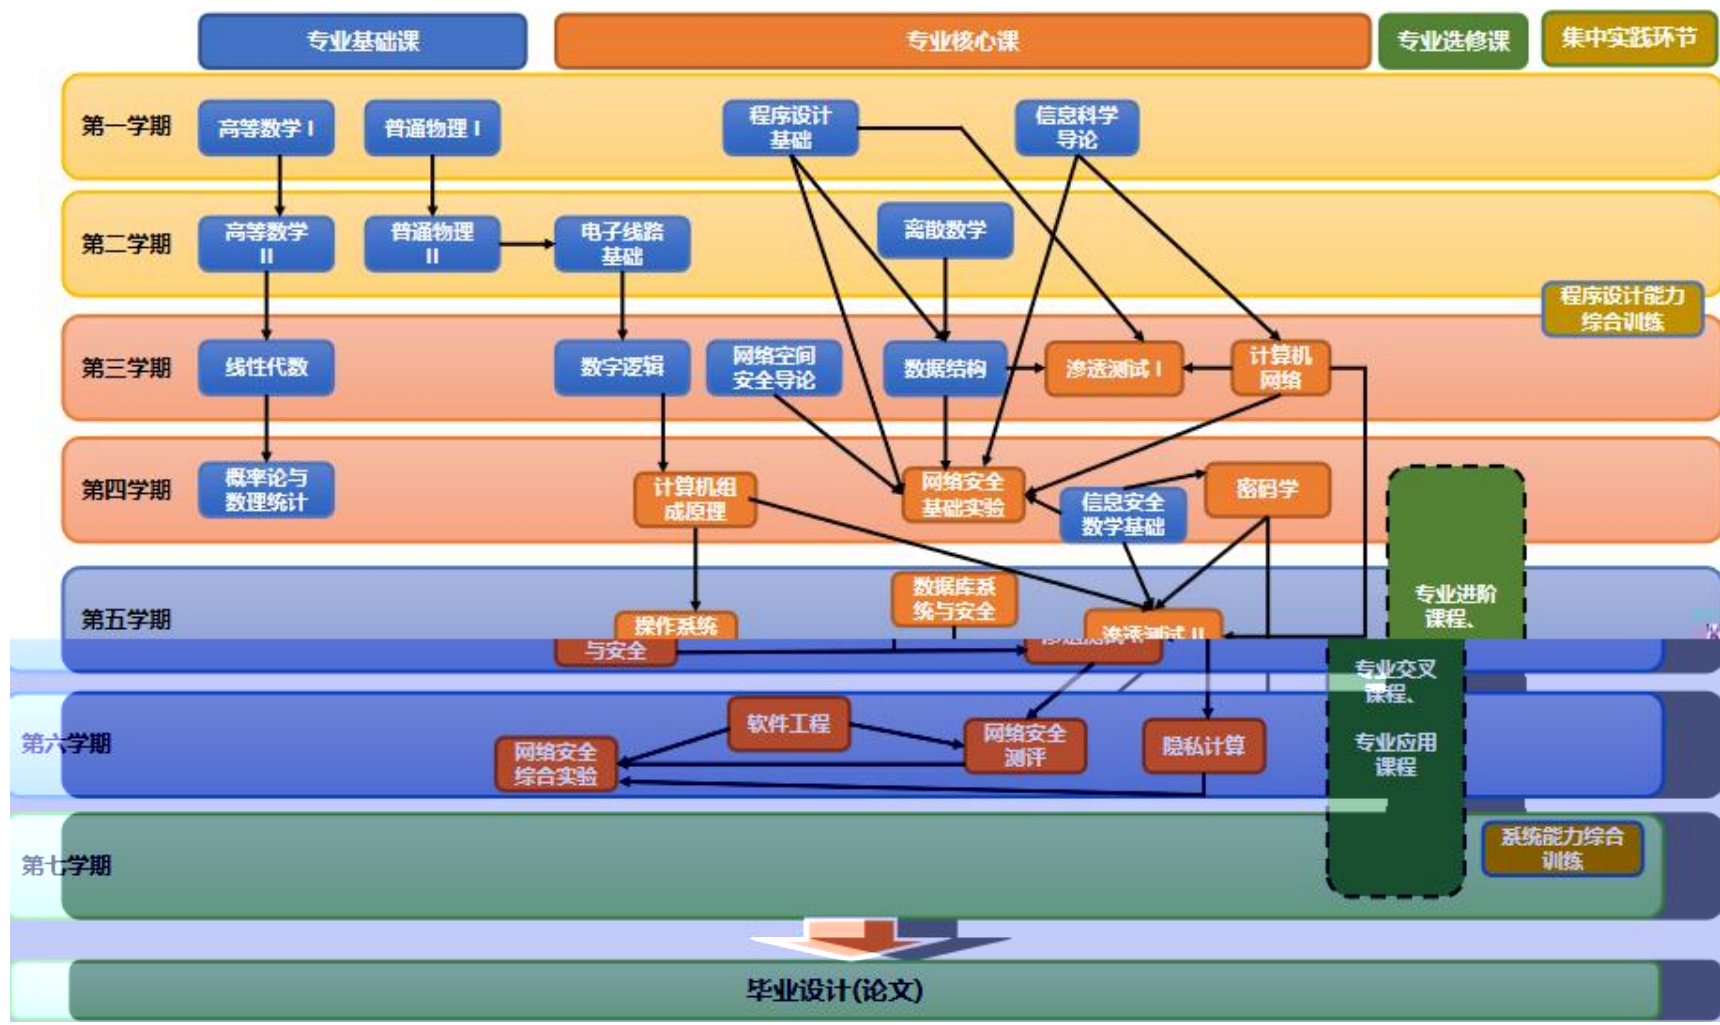 专业基础课
专业核心课
专业选修课
集中实践环节
第一学期
高等数学 I
普通物理 I
程序设计
基础
信息科学
导论
第二学期
高等数学
II
普通物理
II
电子线路
基础
离散数学
程序设计能力
综合训练
第三学期
线性代数
数字逻辑
网络空间
安全导论
数据结构
渗透测试 I
计算机
网络
第四学期
概率论与
数理统计
计算机组
成原理
网络安全
基础实验
信息安全
数学基础
密码学
第五学期
操作系统
与安全
数据库系
统与安全
渗透测试 II
专业进阶
课程、
专业交叉
课程、
专业应用
课程
第六学期
网络安全
综合实验
软件工程
网络安全
测评
隐私计算
第七学期
系统能力综合
训练
毕业设计(论文)